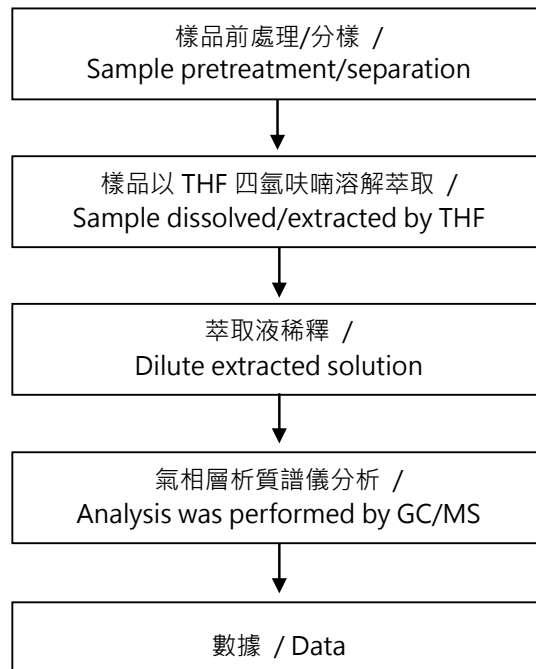 樣品前處理/分樣 /
Sample pretreatment/separation
樣品以 THF 四氫呋喃溶解萃取 /
Sample dissolved/extracted by THF
萃取液稀釋 /
Dilute extracted solution
氣相層析質譜儀分析 /
Analysis was performed by GC/MS
數據 / Data